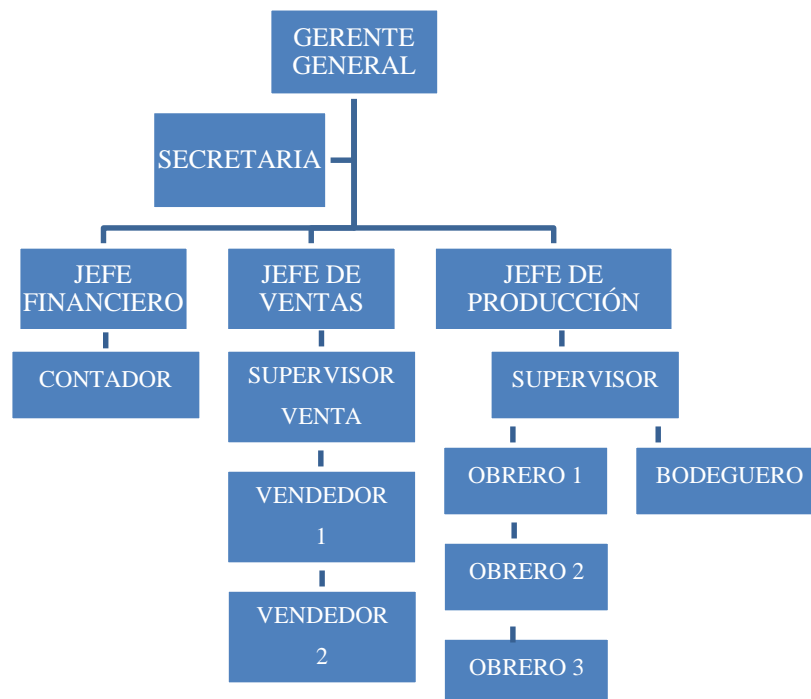 GERENTE
GENERAL
SECRETARIA
JEFE
FINANCIERO
JEFE DE
VENTAS
JEFE DE
PRODUCCIÓN
CONTADOR
SUPERVISOR
VENTA
SUPERVISOR
VENDEDOR
1
OBRERO 1
BODEGUERO
OBRERO 2
VENDEDOR
2
OBRERO 3